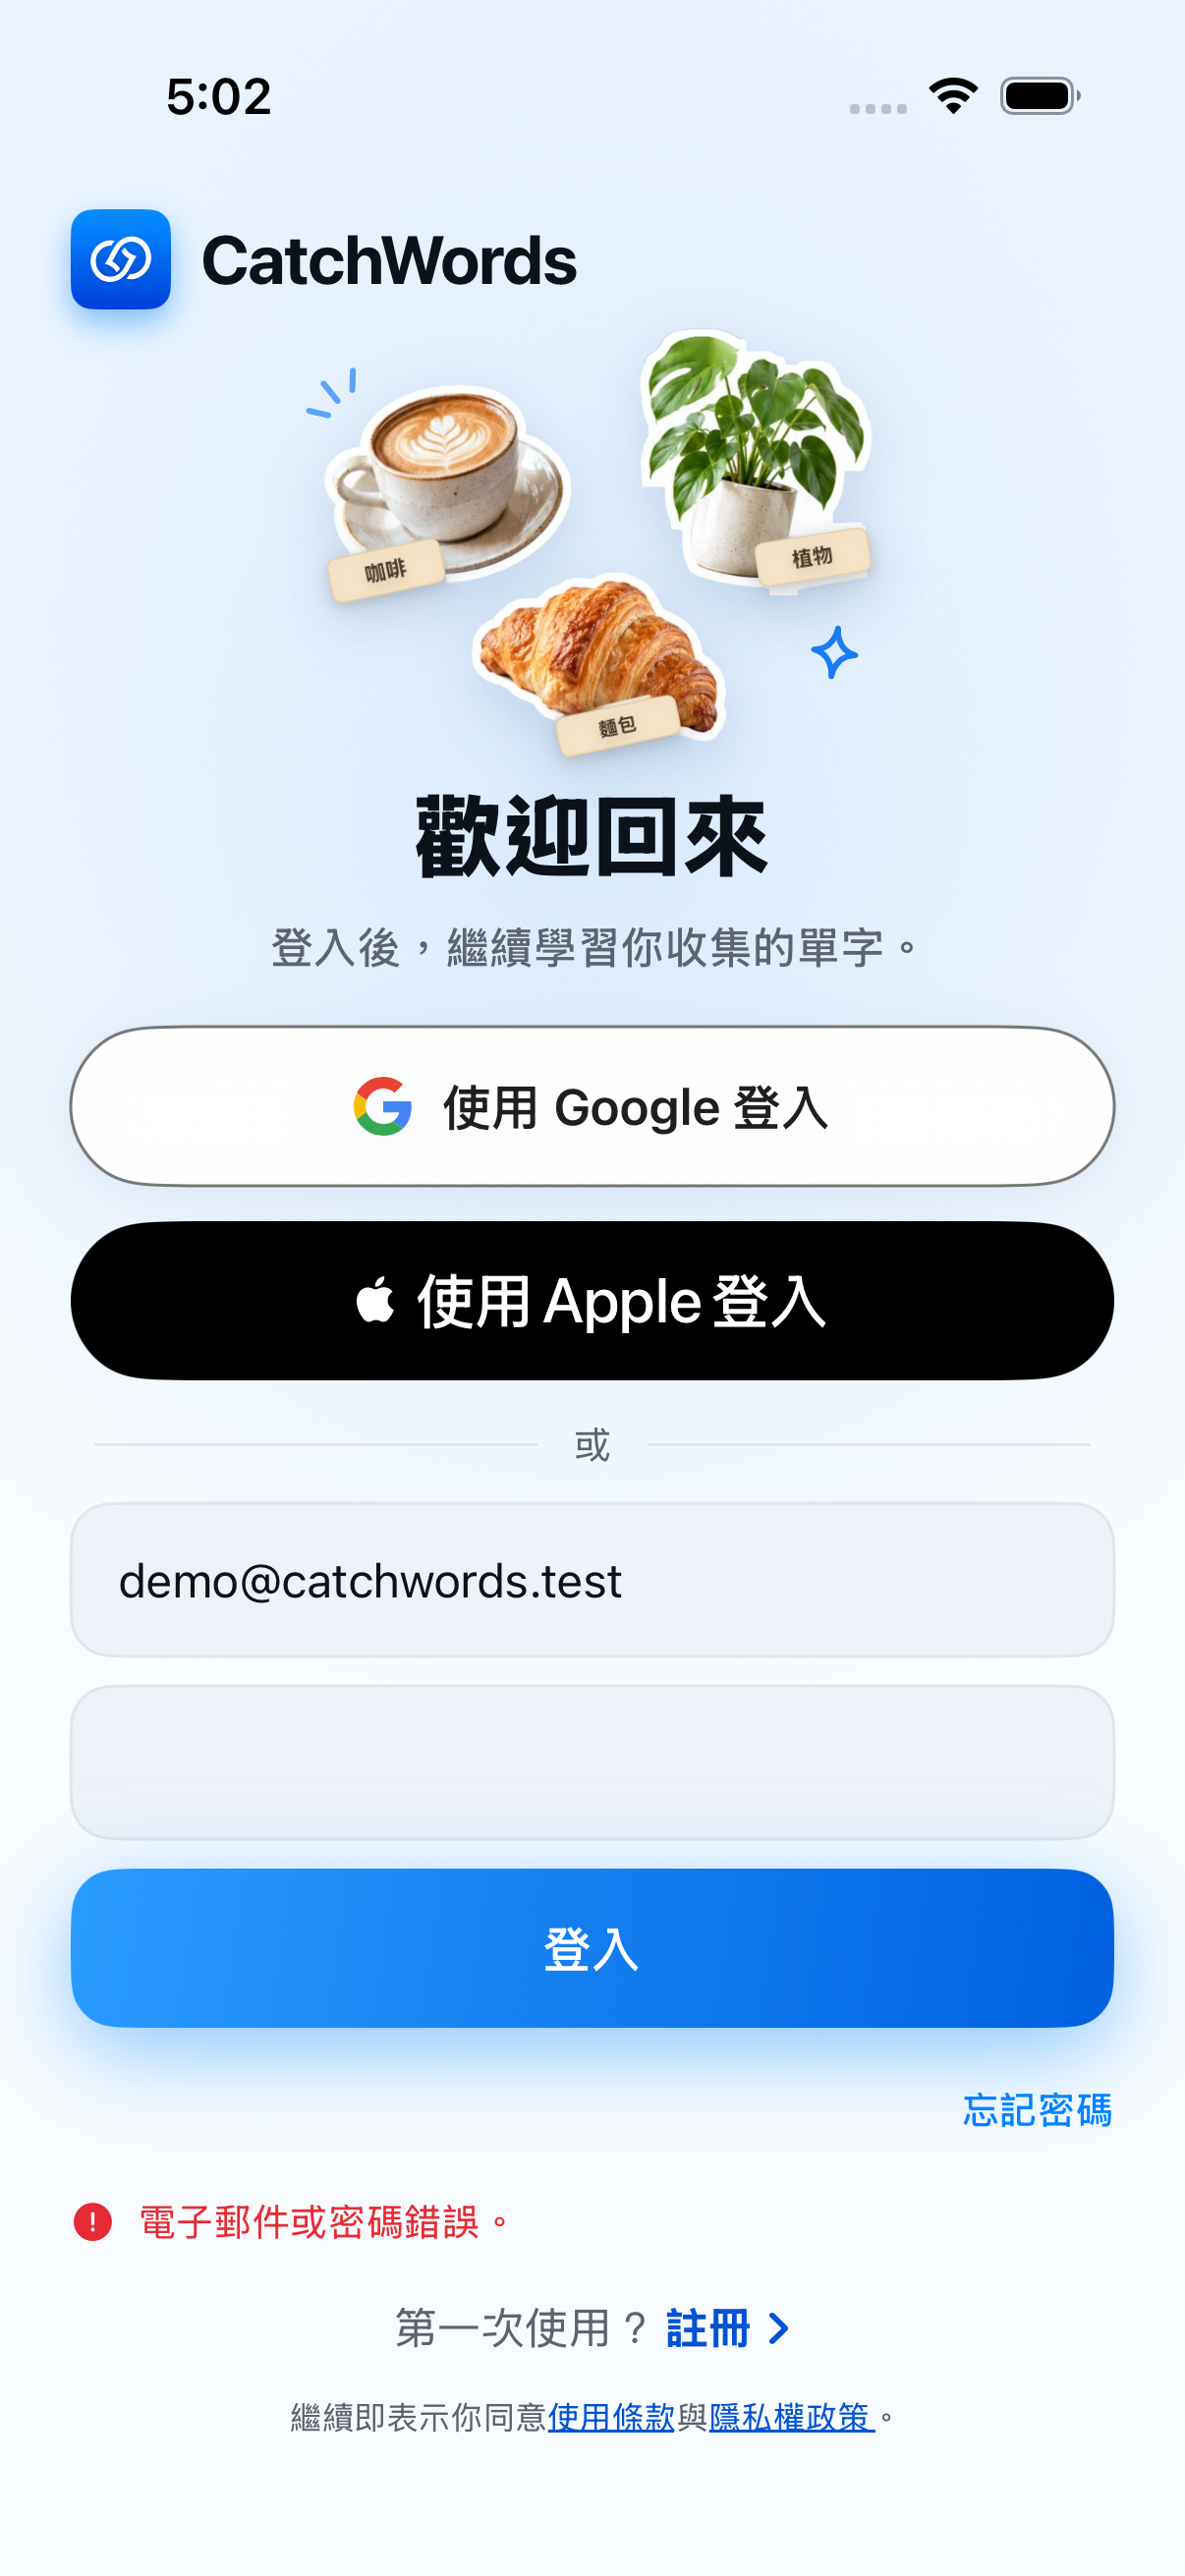 5:02
CatchWords
咖啡
植物
麵包
歡迎回來
登入後，繼續學習你收集的單字。
使用 Google 登入
使用 Apple 登入
或
demo@catchwords.test
登入
忘記密碼
電子郵件或密碼錯誤。
第一次使用？ 註冊
繼續即表示你同意使用條款與隱私權政策。